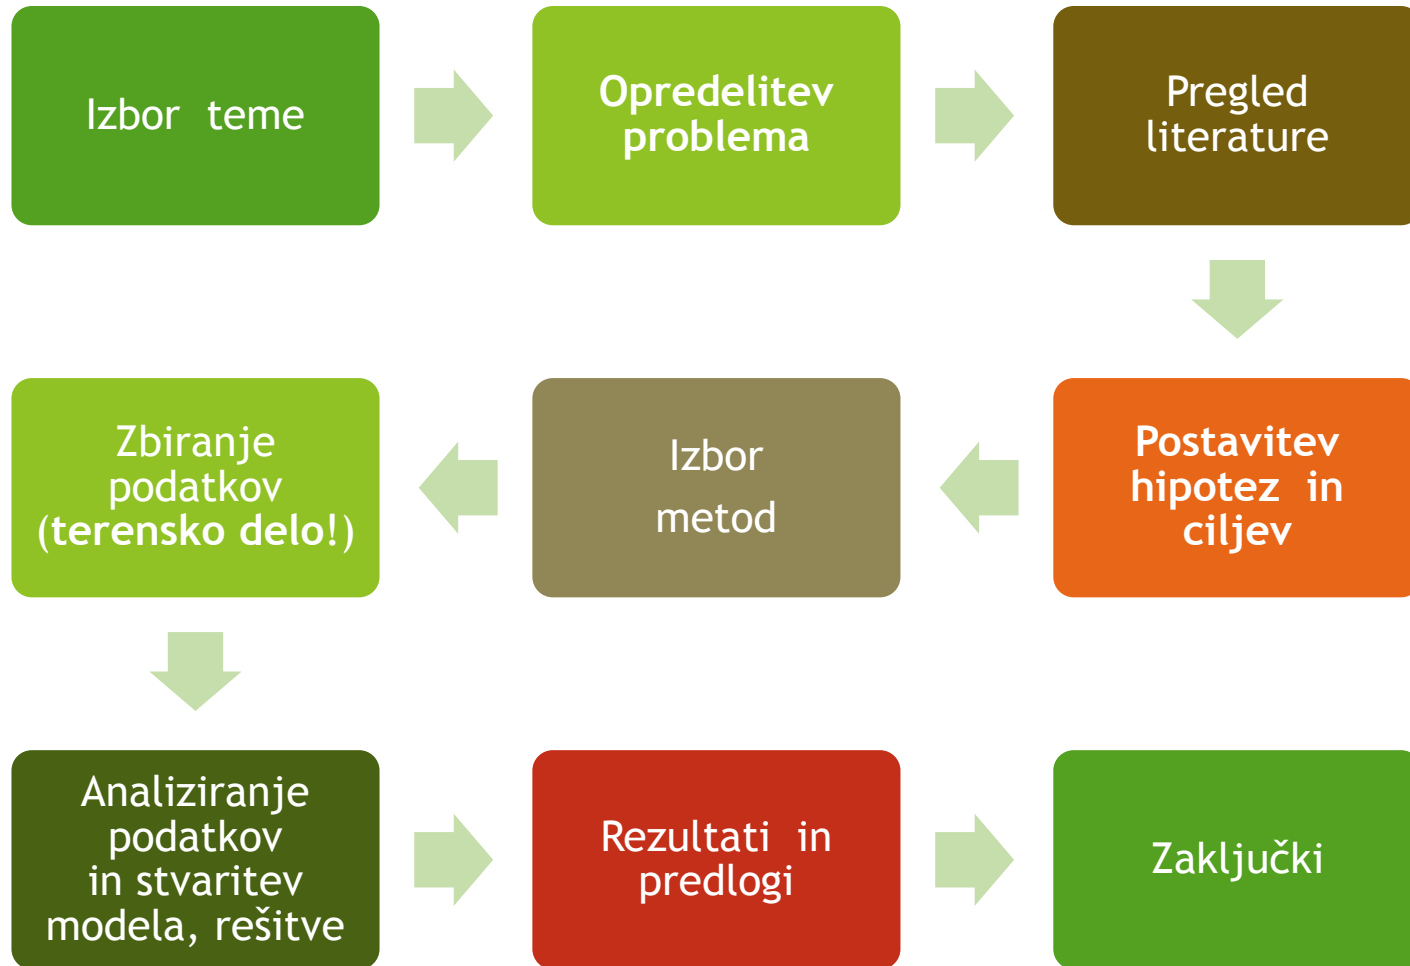 Izbor teme
Opredelitev
problema
Pregled
literature
Postavitev
hipotez in
ciljev
Izbor
metod
Zbiranje
podatkov
(terensko delo!)
Analiziranje
podatkov
in stvaritev
modela, rešitve
Rezultati in
predlogi
Zaključki